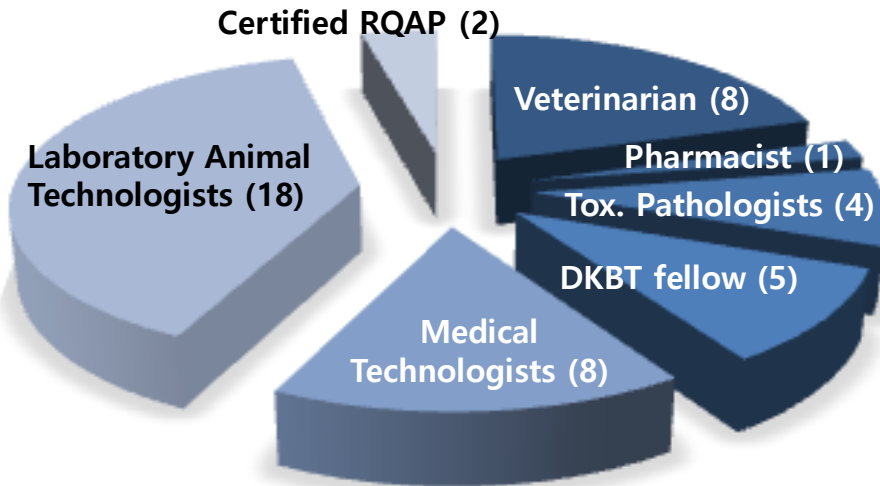 Certified RQAP (2)
Veterinarian (8)
Pharmacist (1)
Laboratory Animal
Technologists (18)
Tox. Pathologists (4)
DKBT fellow (5)
Medical
Technologists (8)